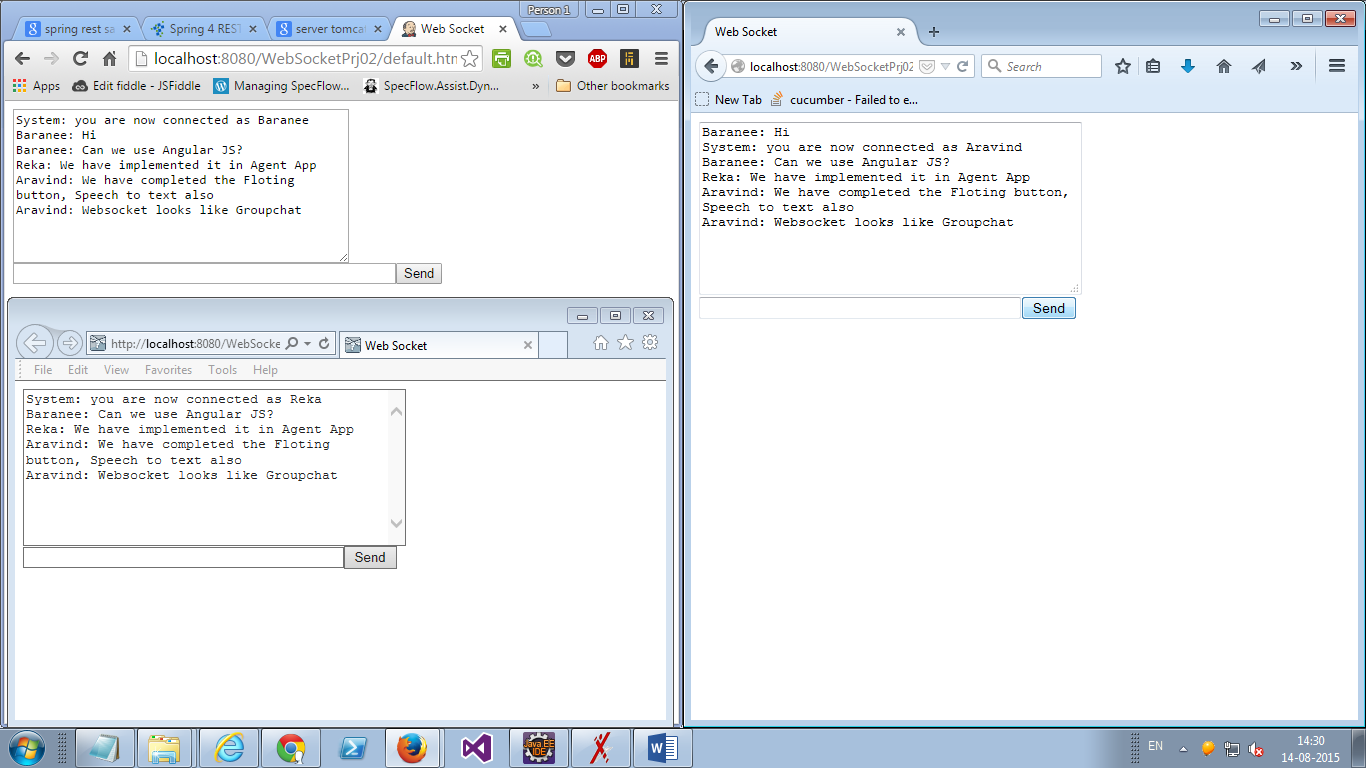 Person 1
spring rest sa
Spring 4 REST
server tomca
Web Socket
localhost:8080/WebSocketPrj02/default.htm
ABP
Apps
Edit fiddle - JSFiddle
Managing SpecFlow...
SpecFlow.Assist.Dyn...
»
Other bookmarks
System: you are now connected as Baranee
Baranee: Hi
Baranee: Can we use Angular JS?
Reka: We have implemented it in Agent App
Aravind: We have completed the Floting
button, Speech to text also
Aravind: Websocket looks like Groupchat
Send
http://localhost:8080/WebSocke
Web Socket
File Edit View Favorites Tools Help
System: you are now connected as Reka
Baranee: Can we use Angular JS?
Reka: We have implemented it in Agent App
Aravind: We have completed the Floting
button, Speech to text also
Aravind: Websocket looks like Groupchat
Send
Web Socket
localhost:8080/WebSocketPrj02
Search
»
New Tab
cucumber - Failed to e...
Baranee: Hi
System: you are now connected as Aravind
Baranee: Can we use Angular JS?
Reka: We have implemented it in Agent App
Aravind: We have completed the Floting button,
Speech to text also
Aravind: Websocket looks like Groupchat
Send
Java EE
IDE
EN
14:30
14-08-2015